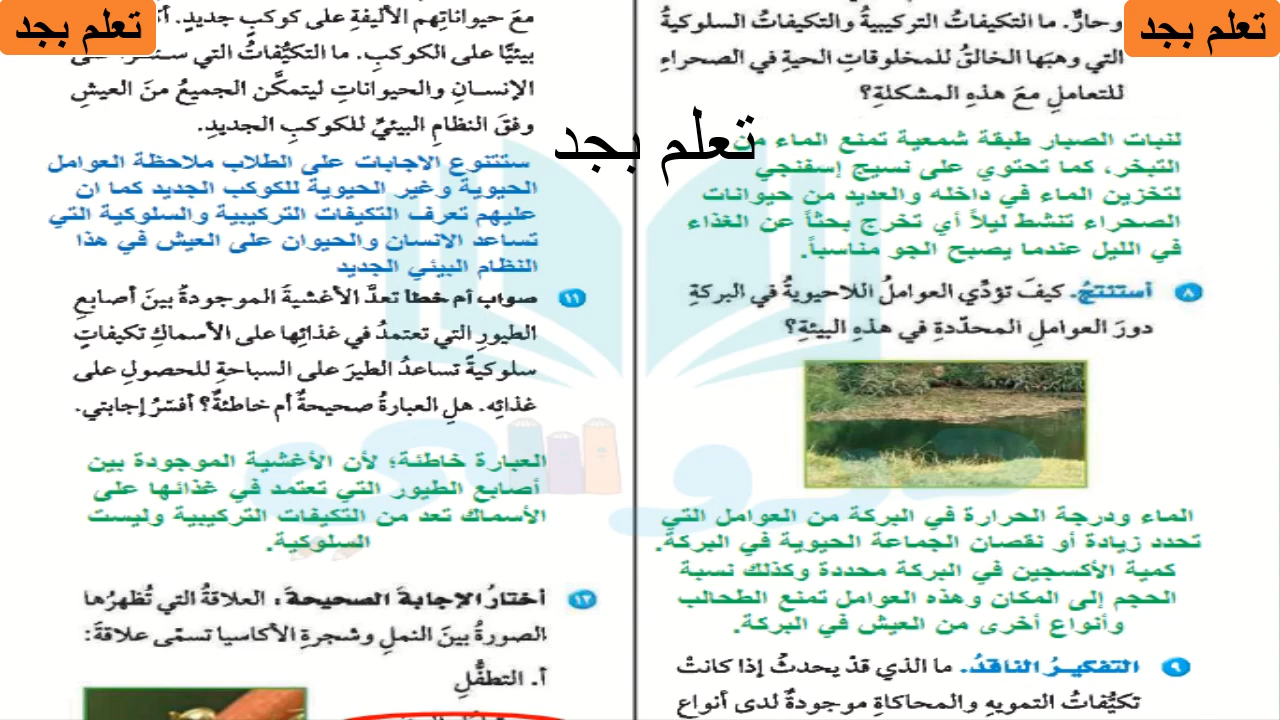 تعلم بجد
وحارٌّ. ما التكيفاتُ التركيبيةُ والتكيفاتُ السلوكيةُ
التي وهبَها الخالقُ للمخلوقاتِ الحيةِ في الصحراءِ
للتعاملِ معَ هذهِ المشكلةِ؟
لنبات الصبار طبقة شمعية تمنع الماء من
التبخر، كما تحتوي على نسيج إسفنجي
لتخزين الماء في داخله والعديد من حيوانات
الصحراء تنشط ليلاً أي تخرج بحثاً عن الغذاء
في الليل عندما يصبح الجو مناسباً.
٨ أستنتجُ. كيفَ تؤدّي العواملُ اللاحيويةُ في البركةِ
دورَ العواملِ المحدّدةِ في هذهِ البيئةِ؟
الماء ودرجة الحرارة في البركة من العوامل التي
تحدد زيادة أو نقصان الجماعة الحيوية في البركة.
كمية الأكسجين في البركة محددة وكذلك نسبة
الحجم إلى المكان وهذه العوامل تمنع الطحالب
وأنواع أخرى من العيش في البركة.
٩ التفكيرُ الناقدُ. ما الذي قدْ يحدثُ إذا كانتْ
تكيُّفاتُ التمويهِ والمحاكاةِ موجودةٌ لدى أنواعِ
تعلم بجد
تعلم بجد
معَ حيواناتِهم الأليفةِ على كوكبٍ جديدٍ.
بيئيًّا على الكوكبِ. ما التكيُّفاتُ التي
الإنسانِ والحيواناتِ ليتمكَّن الجميعُ منَ العيشِ
وفقَ النظامِ البيئيِّ للكوكبِ الجديدِ.
ستتنوع الاجابات على الطلاب ملاحظة العوامل
الحيوية وغير الحيوية للكوكب الجديد كما ان
عليهم تعرف التكيفات التركيبية والسلوكية التي
تساعد الانسان والحيوان على العيش في هذا
النظام البيئي الجديد
١١ صواب أم خطأ تعدَّ الأغشيةَ الموجودةُ بينَ أصابعِ
الطيورِ التي تعتمدُ في غذائِها على الأسماكِ تكيفاتٍ
سلوكيةً تساعدُ الطيرَ على السباحةِ للحصولِ على
غذائِه. هلِ العبارةُ صحيحةٌ أم خاطئةٌ؟ أفسّرُ إجابتي.
العبارة خاطئة؛ لأن الأغشية الموجودة بين
أصابع الطيور التي تعتمد في غذائها على
الأسماك تعد من التكيفات التركيبية وليست
السلوكية.
١٢ أختارُ الإجابةَ الصحيحةَ: العلاقةُ التي تُظهرُها
الصورةُ بينَ النملِ وشجرةِ الأكاسيا تسمّى علاقةَ:
أ. التطفُّلِ